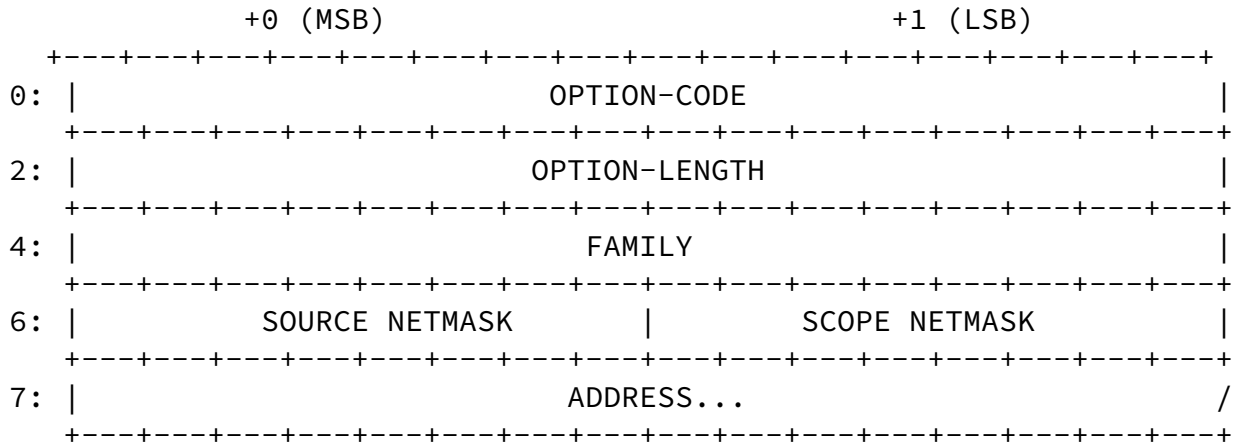 +0 (MSB) +1 (LSB)
+---+---+---+---+---+---+---+---+---+---+---+---+---+---+---+---+
0: | OPTION-CODE |
+---+---+---+---+---+---+---+---+---+---+---+---+---+---+---+---+
2: | OPTION-LENGTH |
+---+---+---+---+---+---+---+---+---+---+---+---+---+---+---+---+
4: | FAMILY |
+---+---+---+---+---+---+---+---+---+---+---+---+---+---+---+---+
6: | SOURCE NETMASK | SCOPE NETMASK |
+---+---+---+---+---+---+---+---+---+---+---+---+---+---+---+---+
7: | ADDRESS... /
+---+---+---+---+---+---+---+---+---+---+---+---+---+---+---+---+